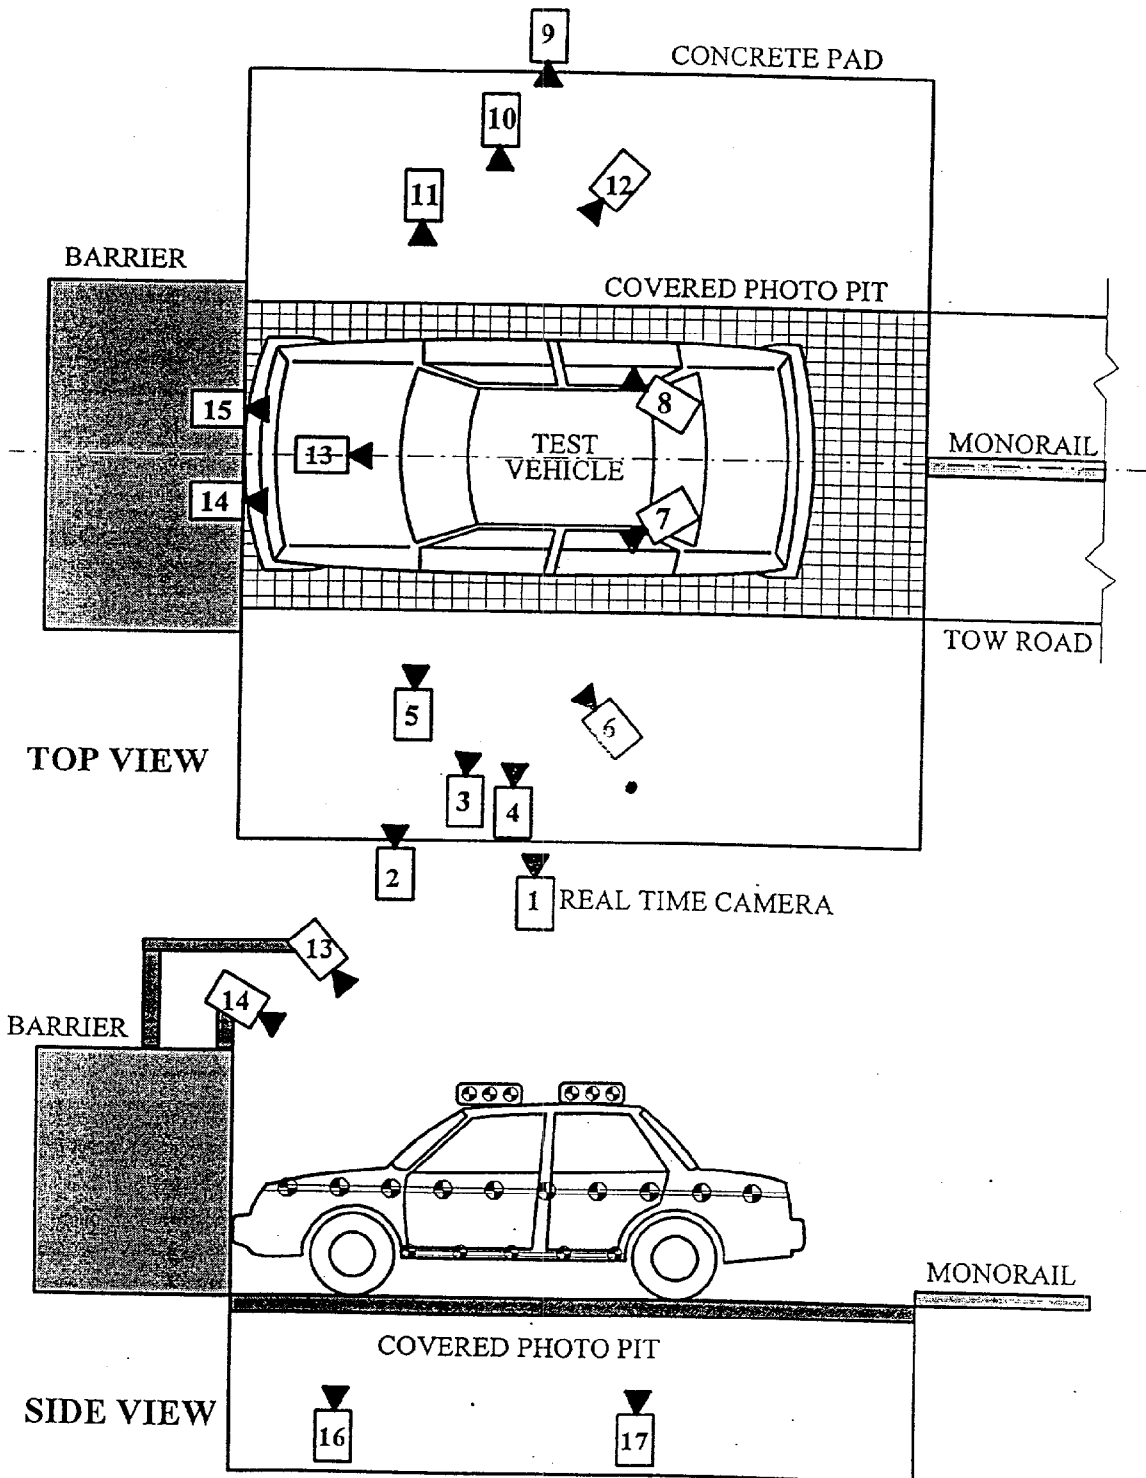 9
CONCRETE PAD
10
12
11
BARRIER
COVERED PHOTO PIT
15
8
13
TEST
VEHICLE
MONORAIL
14
7
TOW ROAD
5
6
TOP VIEW
3
4
2
1
REAL TIME CAMERA
13
14
BARRIER
MONORAIL
COVERED PHOTO PIT
SIDE VIEW
16
17